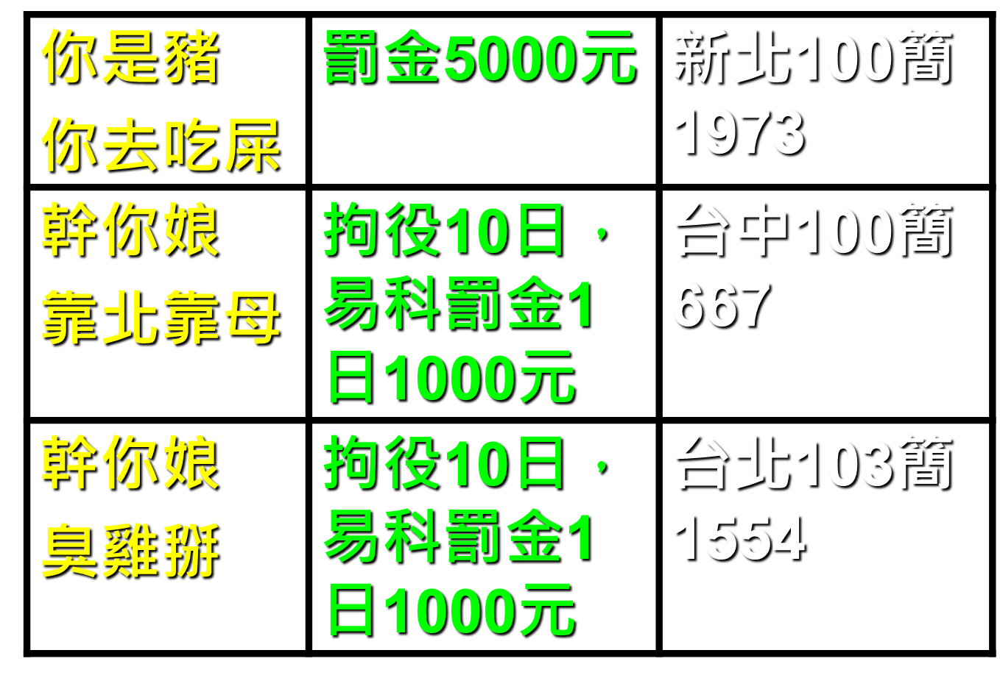 你是豬
你去吃屎
罰金5000元
新北100簡
1973
幹你娘
靠北靠母
拘役10日，
易科罰金1
日1000元
台中100簡
667
幹你娘
臭雞掰
拘役10日，
易科罰金1
日1000元
台北103簡
1554